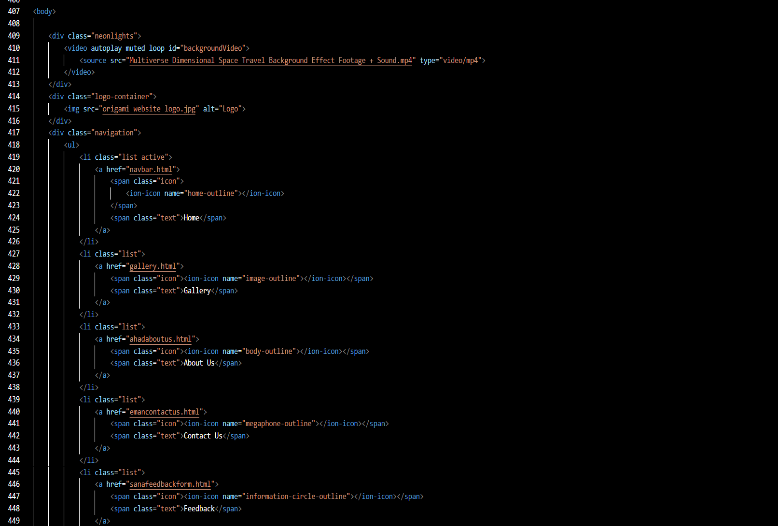 407 <body>
408
409 <div class="neonlights">
410 <video autoplay muted loop id="backgroundVideo">
411 <source src="Multiverse Dimensional Space Travel Background Effect Footage + Sound.mp4" type="video/mp4">
412 </video>
413 </div>
414 <div class="logo-container">
415 <img src="origami website logo.jpg" alt="Logo">
416 </div>
417 <div class="navigation">
418 <ul>
419 <li class="list active">
420 <a href="navbar.html">
421 <span class="icon">
422 <ion-icon name="home-outline"></ion-icon>
423 </span>
424 <span class="text">Home</span>
425 </a>
426 </li>
427 <li class="list">
428 <a href="gallery.html">
429 <span class="icon"><ion-icon name="image-outline"></ion-icon></span>
430 <span class="text">Gallery</span>
431 </a>
432 </li>
433 <li class="list">
434 <a href="ahadaboutus.html">
435 <span class="icon"><ion-icon name="body-outline"></ion-icon></span>
436 <span class="text">About Us</span>
437 </a>
438 </li>
439 <li class="list">
440 <a href="emancontactus.html">
441 <span class="icon"><ion-icon name="megaphone-outline"></ion-icon></span>
442 <span class="text">Contact Us</span>
443 </a>
444 </li>
445 <li class="list">
446 <a href="sanafeedbackform.html">
447 <span class="icon"><ion-icon name="information-circle-outline"></ion-icon></span>
448 <span class="text">Feedback</span>
449 </a>